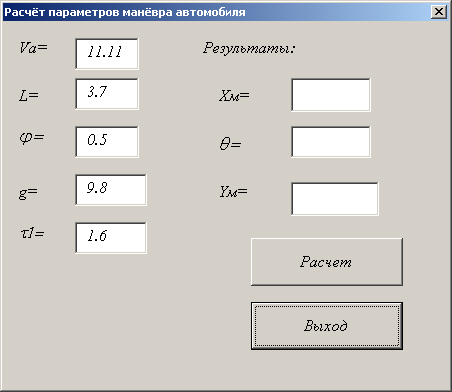 Расчёт параметров манёвра автомобиля
Va= 11.11 Результаты:
L= 3.7 Xм=
φ= 0.5 θ=
g= 9.8 Yм=
τ1= 1.6
Расчет
Выход